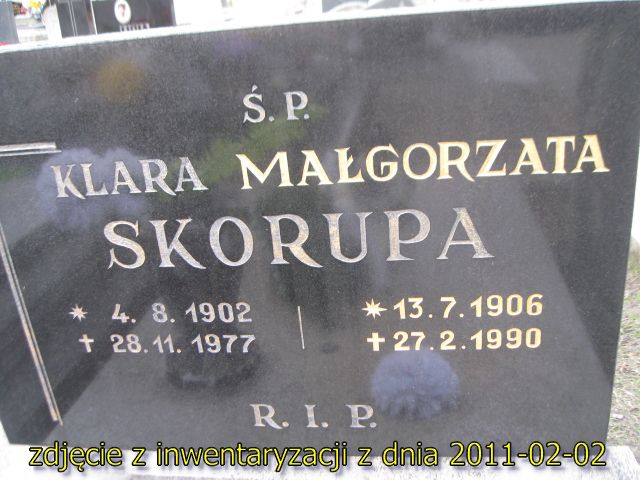 Ś. P.
KLARA MAŁGORZATA
SKORUPA
* 4. 8. 1902 | * 13. 7. 1906
† 28. 11. 1977 | † 27. 2. 1990
R. I. P.
zdjęcie z inwentaryzacji z dnia 2011-02-02